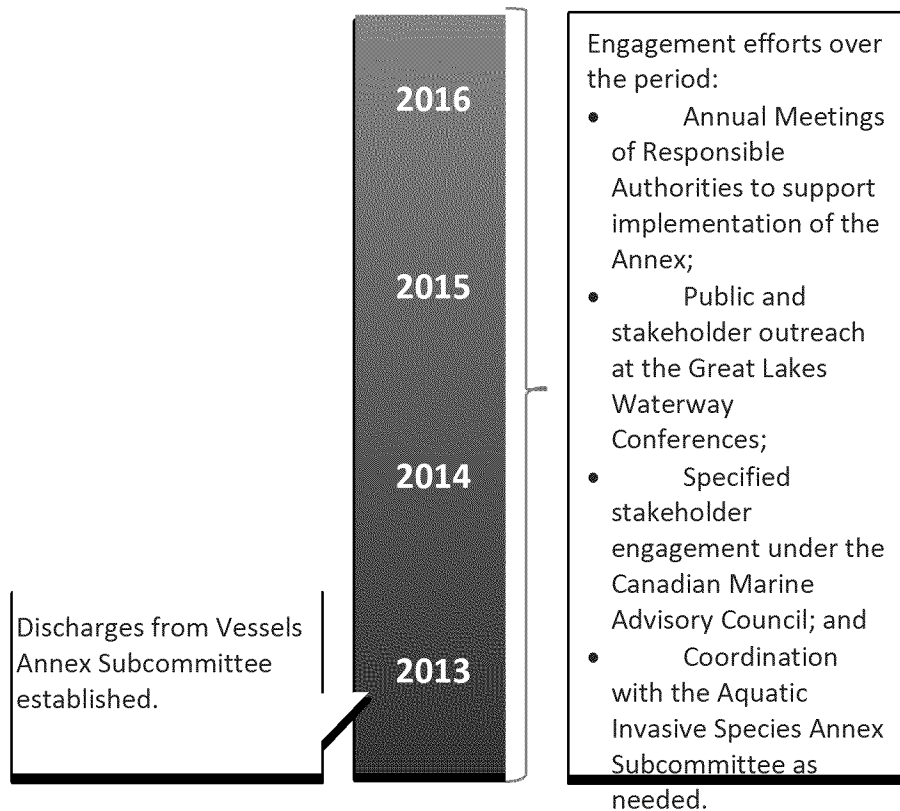 2016
2015
2014
2013
Discharges from Vessels
Annex Subcommittee
established.
Engagement efforts over
the period:
• Annual Meetings
of Responsible
Authorities to support
implementation of the
Annex;
• Public and
stakeholder outreach
at the Great Lakes
Waterway
Conferences;
• Specified
stakeholder
engagement under the
Canadian Marine
Advisory Council; and
• Coordination
with the Aquatic
Invasive Species Annex
Subcommittee as
needed.